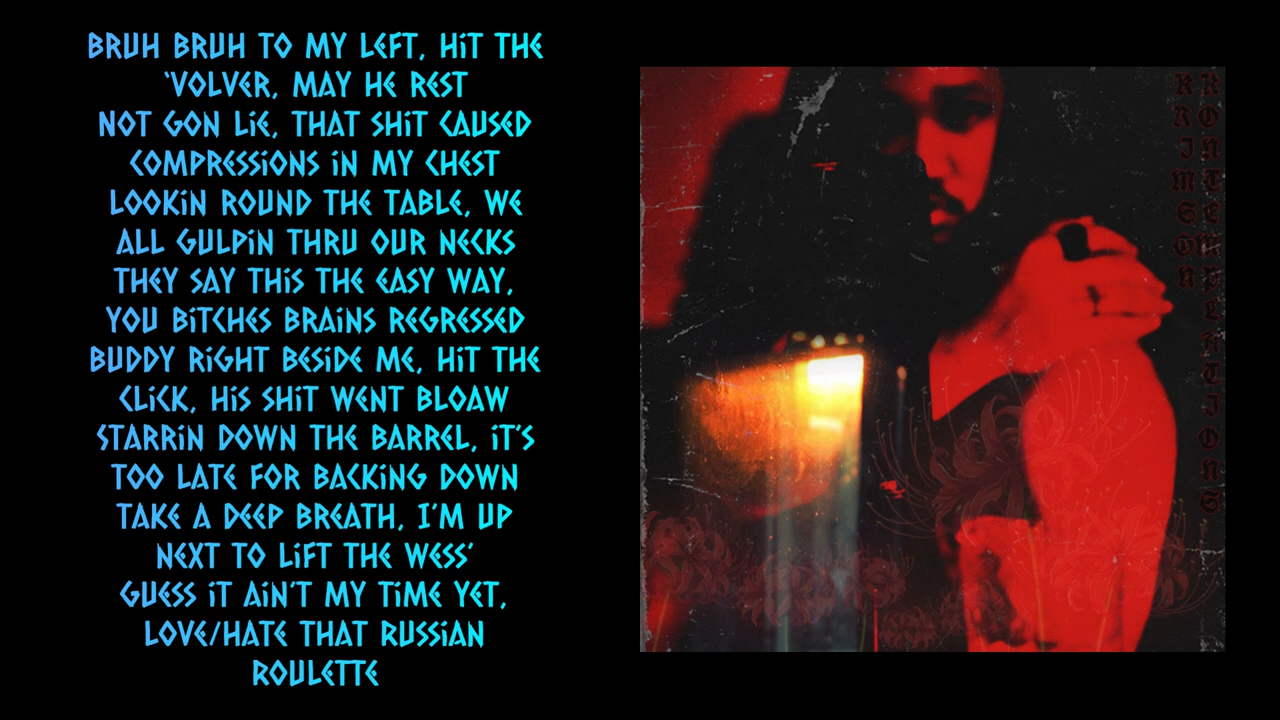 BRUH BRUH TO MY LEFT, HIT THE
'VOLVER, MAY HE REST
NOT GON LIE, THAT SHIT CAUSED
COMPRESSIONS IN MY CHEST
LOOKIN ROUND THE TABLE, WE
ALL GULPIN THRU OUR NECKS
THEY SAY THIS THE EASY WAY,
YOU BITCHES BRAINS REGRESSED
BUDDY RIGHT BESIDE ME, HIT THE
CLICK, HIS SHIT WENT BLOAW
STARRIN DOWN THE BARREL, IT'S
TOO LATE FOR BACKING DOWN
TAKE A DEEP BREATH, I'M UP
NEXT TO LIFT THE WESS'
GUESS IT AIN'T MY TIME YET,
LOVE/HATE THAT RUSSIAN
ROULETTE
KRIMSON
KONTEMPLATIONS